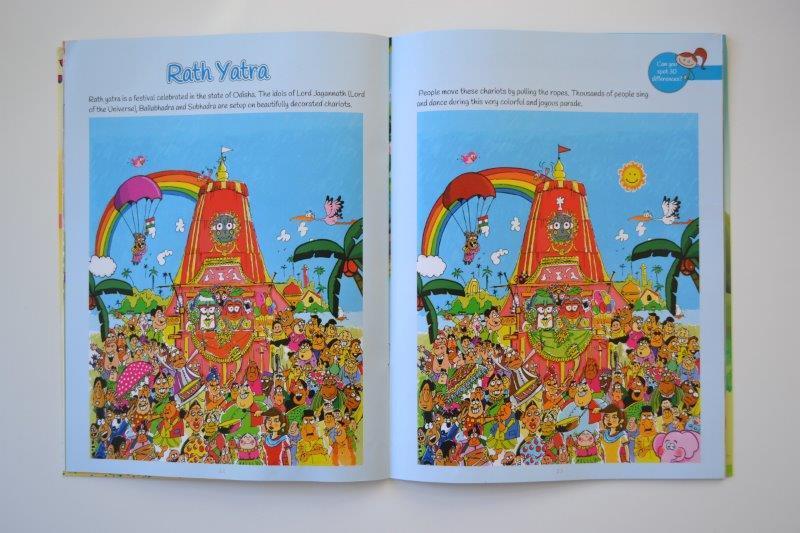 Rath Yatra
Rath yatra is a festival celebrated in the state of Odisha. The idols of Lord Jagannath (Lord
of the Universe), Balabhadra and Subhadra are setup on beautifully decorated chariots.
Can you
spot 30
differences?
People move these chariots by pulling the ropes. Thousands of people sing
and dance during this very colorful and joyous parade.